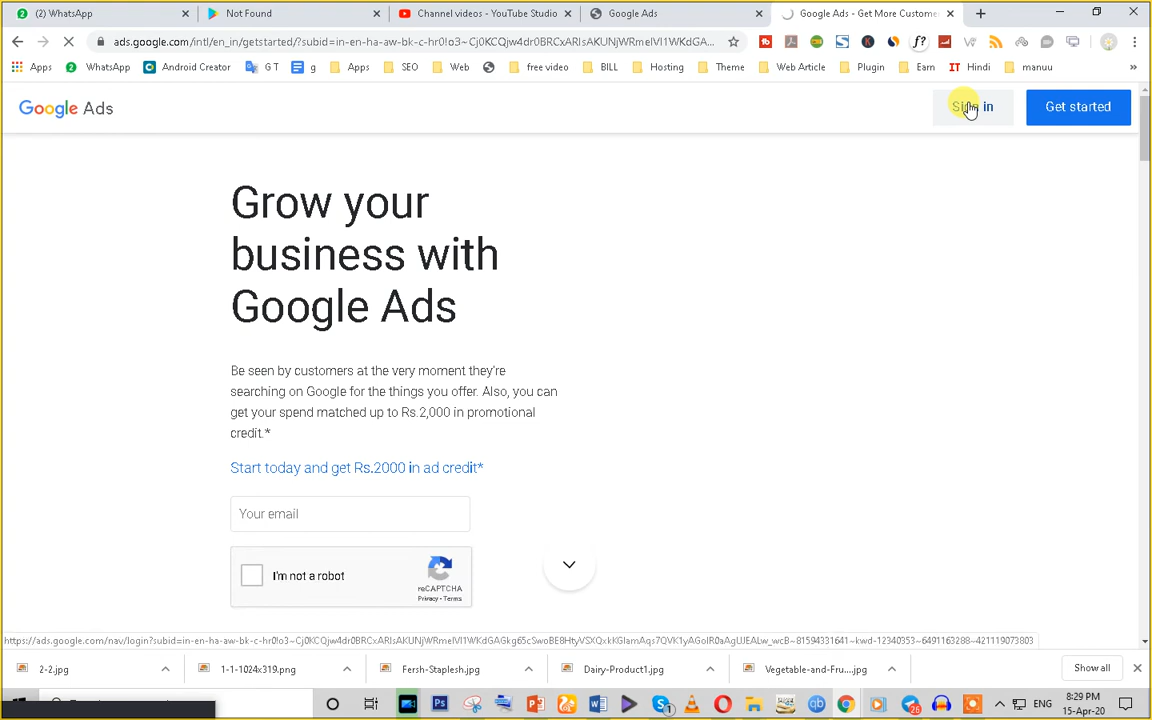 (2) WhatsApp
Not Found
Channel videos - YouTube Studio
Google Ads
Google Ads - Get More Custome
ads.google.com/intl/en_in/getstarted/?subid=in-en-ha-aw-bk-c-hr0!o3~Cj0KCQjw4dr0BRCxARIsAKUNjWRmeIVI1WKdGA...
Apps
WhatsApp
Android Creator
G T
g
Apps
SEO
Web
free video
BILL
Hosting
Theme
Web Article
Plugin
Earn
Hindi
manuu
Google Ads
Sign in
Get started
Grow your
business with
Google Ads
Be seen by customers at the very moment they're
searching on Google for the things you offer. Also, you can
get your spend matched up to Rs.2,000 in promotional
credit.*
Start today and get Rs.2000 in ad credit*
Your email
I'm not a robot
reCAPTCHA
Privacy - Terms
2-2.jpg
1-1-1024x319.png
Fersh-Staplesh.jpg
Dairy-Product1.jpg
Vegetable-and-Fru....jpg
Show all
ENG
8:29 PM
15-Apr-20